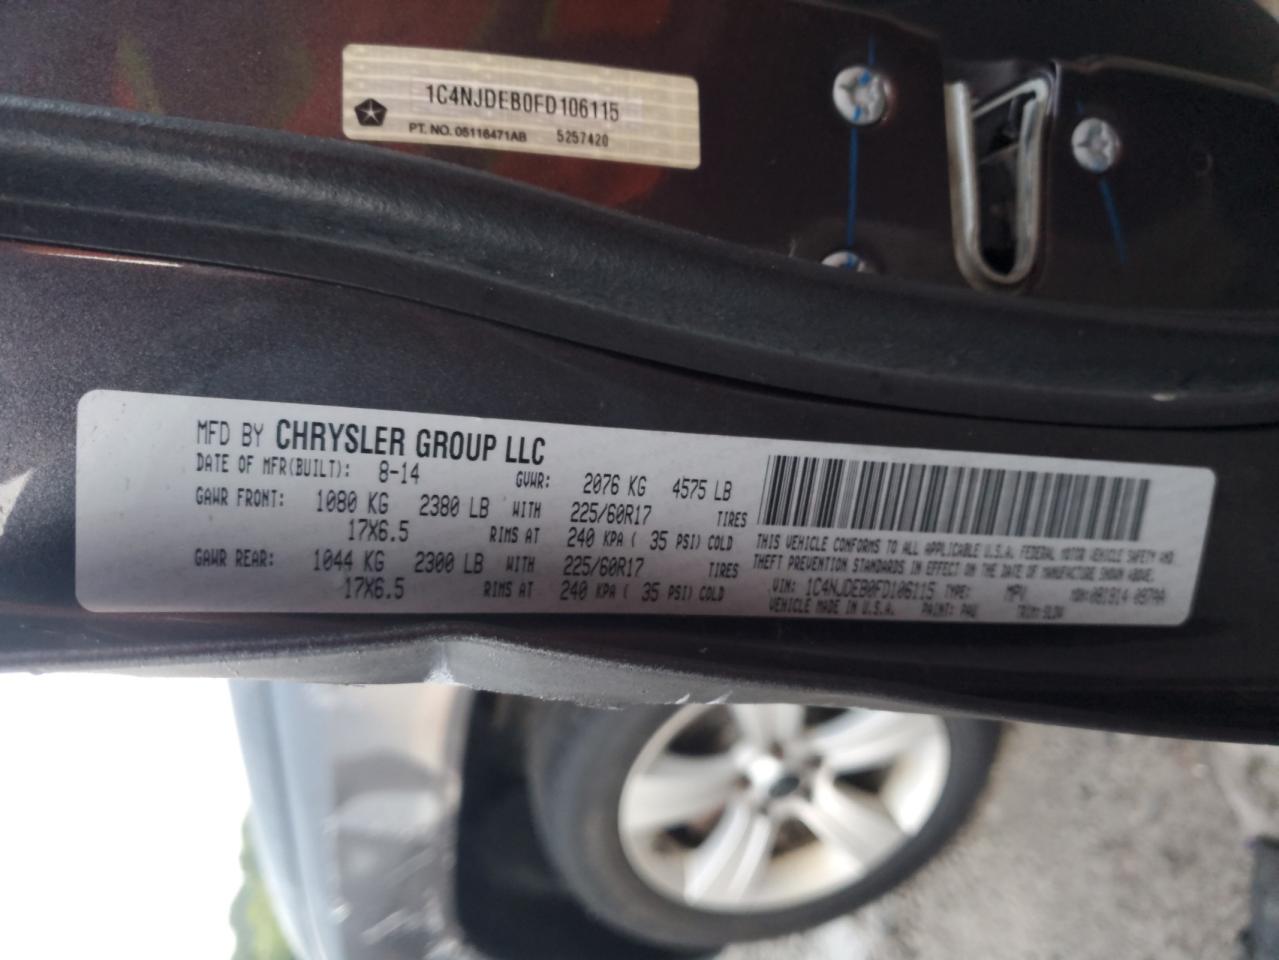 1C4NJDEB0FD106115
PT. NO. 05116471AB 5257420
MFD BY CHRYSLER GROUP LLC
DATE OF MFR(BUILT): 8-14 GVWR: 2076 KG 4575 LB
GAWR FRONT: 1080 KG 2380 LB WITH 225/60R17 TIRES
17X6.5 RIMS AT 240 KPA ( 35 PSI) COLD
GAWR REAR: 1044 KG 2300 LB WITH 225/60R17 TIRES
17X6.5 RIMS AT 240 KPA ( 35 PSI) COLD
THIS VEHICLE CONFORMS TO ALL APPLICABLE U.S.A. FEDERAL MOTOR VEHICLE SAFETY AND
THEFT PREVENTION STANDARDS IN EFFECT ON THE DATE OF MANUFACTURE SHOWN ABOVE.
VIN: 1C4NJDEB0FD106115 TYPE: MPV
VEHICLE MADE IN U.S.A. PAINT: